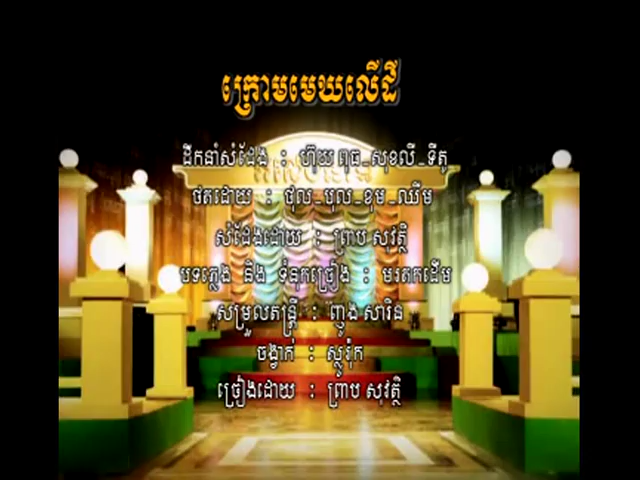 ក្រោមមេឃលើដី
ដឹកនាំសំដែង : ហ៊ុយ ពុធ_សុខលី_ទីតូ
ថតដោយ : ផុល_បុល_ខុម_ឈឹម
សំដែងដោយ : ព្រាប សុវត្ថិ
បទភ្លេង និង ទំនុកច្រៀង : មរតកដើម
សម្រួលតន្ត្រី : ញ៉ូង សារិន
ចង្វាក់ : ស្លូរ៉ុក
ច្រៀងដោយ : ព្រាប សុវត្ថិ